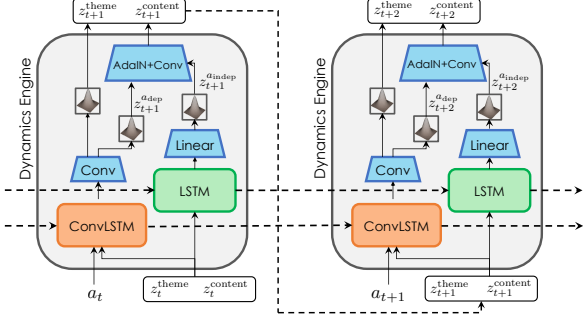 z_{t+1}^{theme} z_{t+1}^{content}
Dynamics Engine
AdaIN+Conv
z_{t+1}^{a_{dep}}
z_{t+1}^{a_{indep}}
Conv
Linear
LSTM
ConvLSTM
a_t
z_t^{theme} z_t^{content}
z_{t+2}^{theme} z_{t+2}^{content}
Dynamics Engine
AdaIN+Conv
z_{t+2}^{a_{dep}}
z_{t+2}^{a_{indep}}
Conv
Linear
LSTM
ConvLSTM
a_{t+1}
z_{t+1}^{theme} z_{t+1}^{content}